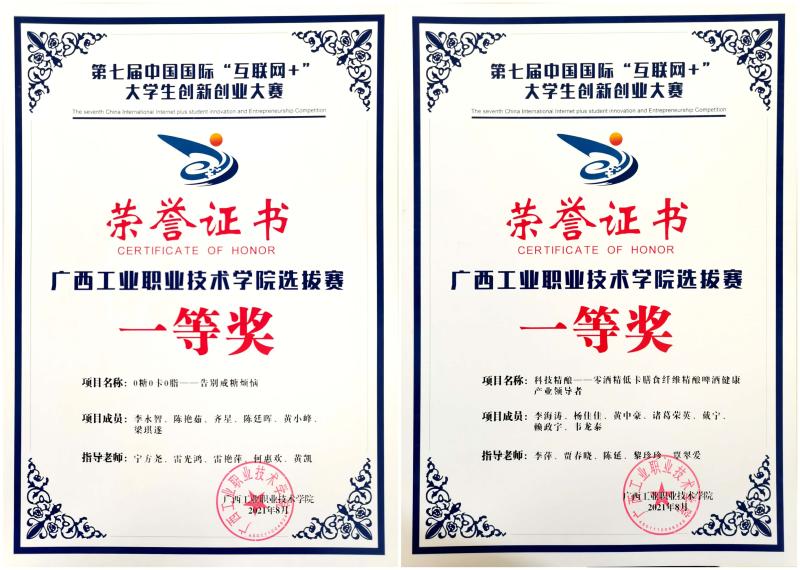 第七届中国国际“互联网+”
大学生创新创业大赛
The seventh China International Internet plus student innovation and Entrepreneurship Competition
荣誉证书
CERTIFICATE OF HONOR
广西工业职业技术学院选拔赛
一等奖
项目名称: 0糖0卡0脂——告别戒糖烦恼
项目成员: 李永智、陈艳茹、齐星、陈廷晖、黄小峰、
梁琪遂
指导老师: 宁方尧、雷光鸿、雷艳萍、何惠欢、黄凯
广西工业职业技术学院
2021年8月
第七届中国国际“互联网+”
大学生创新创业大赛
The seventh China International Internet plus student innovation and Entrepreneurship Competition
荣誉证书
CERTIFICATE OF HONOR
广西工业职业技术学院选拔赛
一等奖
项目名称: 科技精酿——零酒精低卡膳食纤维精酿啤酒健康
产业领导者
项目成员: 李海涛、杨佳佳、黄中豪、诸葛荣英、戴宁、
赖政宇、韦龙泰
指导老师: 李萍、贾春晓、陈延、黎珍珍、覃翠爱
广西工业职业技术学院
2021年8月